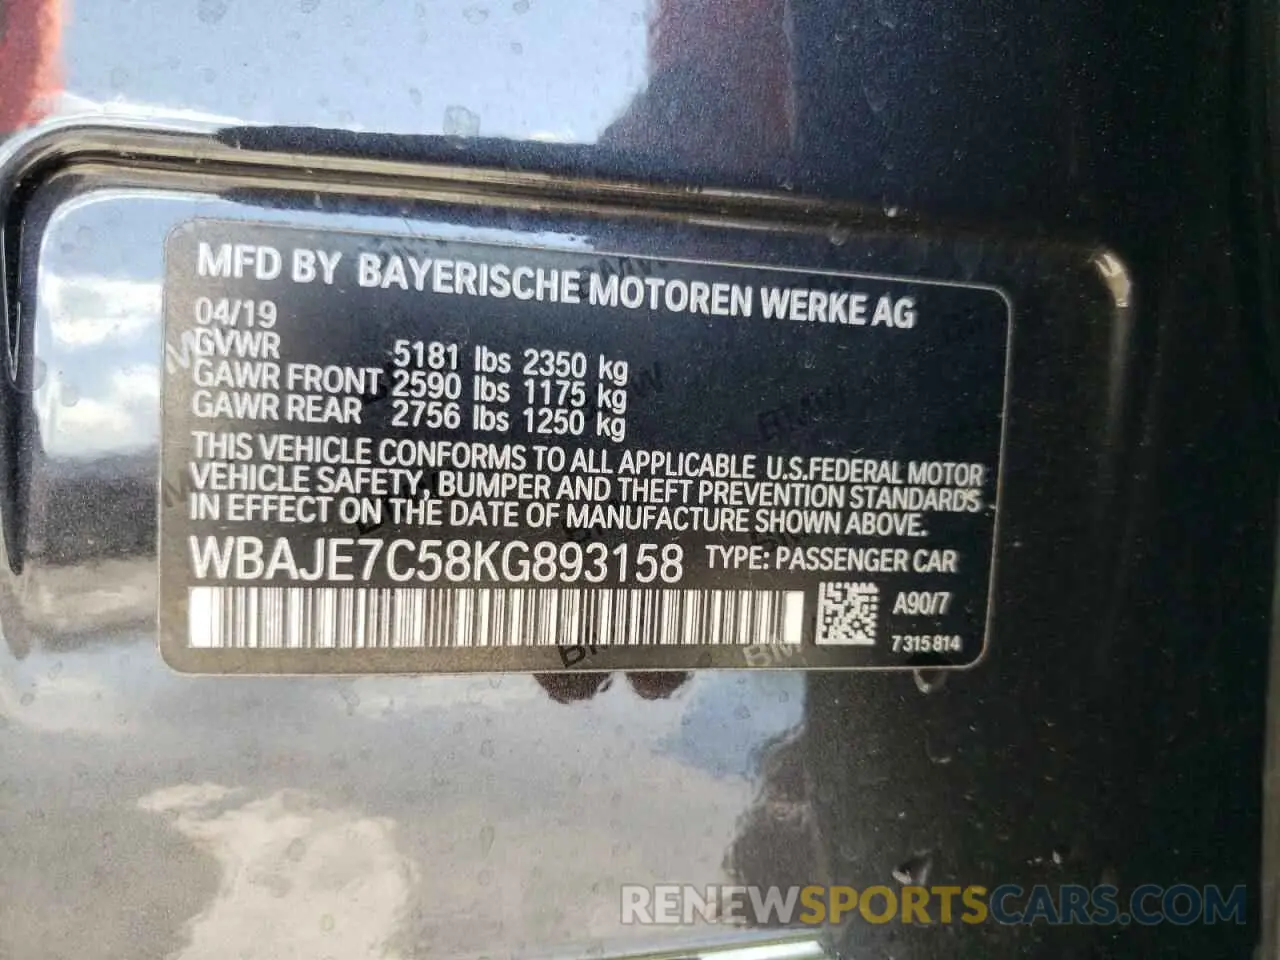 MFD BY BAYERISCHE MOTOREN WERKE AG
04/19
GVWR 5181 lbs 2350 kg
GAWR FRONT 2590 lbs 1175 kg
GAWR REAR 2756 lbs 1250 kg
THIS VEHICLE CONFORMS TO ALL APPLICABLE U.S.FEDERAL MOTOR
VEHICLE SAFETY, BUMPER AND THEFT PREVENTION STANDARDS
IN EFFECT ON THE DATE OF MANUFACTURE SHOWN ABOVE.
WBAJE7C58KG893158 TYPE: PASSENGER CAR
A90/7
7315814
RENEWSPORTSCARS.COM